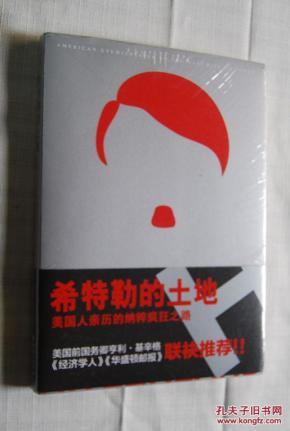 希特勒的土地
美国人亲历的纳粹疯狂之路
美国前国务卿亨利·基辛格
《经济学人》《华盛顿邮报》
联袂推荐!!
孔夫子旧书网